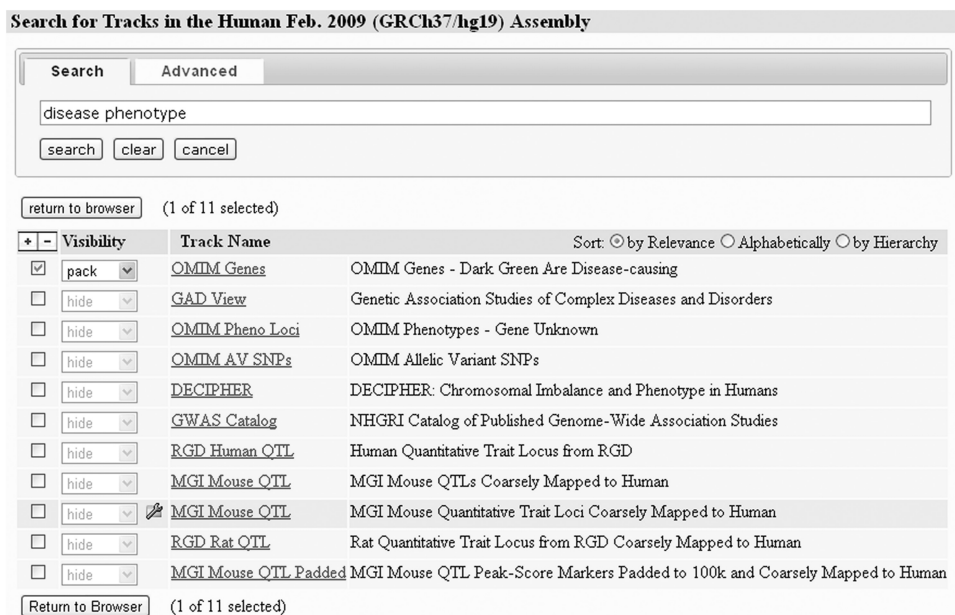 Search for Tracks in the Human Feb. 2009 (GRCh37/hg19) Assembly
Search Advanced
disease phenotype
search clear cancel
return to browser (1 of 11 selected)
+ - Visibility Track Name Sort: by Relevance Alphabetically by Hierarchy
pack OMIM Genes OMIM Genes - Dark Green Are Disease-causing
hide GAD View Genetic Association Studies of Complex Diseases and Disorders
hide OMIM Pheno Loci OMIM Phenotypes - Gene Unknown
hide OMIM AV SNPs OMIM Allelic Variant SNPs
hide DECIPHER DECIPHER: Chromosomal Imbalance and Phenotype in Humans
hide GWAS Catalog NHGRI Catalog of Published Genome-Wide Association Studies
hide RGD Human QTL Human Quantitative Trait Locus from RGD
hide MGI Mouse QTL MGI Mouse QTLs Coarsely Mapped to Human
hide MGI Mouse QTL MGI Mouse Quantitative Trait Loci Coarsely Mapped to Human
hide RGD Rat QTL Rat Quantitative Trait Locus from RGD Coarsely Mapped to Human
hide MGI Mouse QTL Padded MGI Mouse QTL Peak-Score Markers Padded to 100k and Coarsely Mapped to Human
Return to Browser (1 of 11 selected)